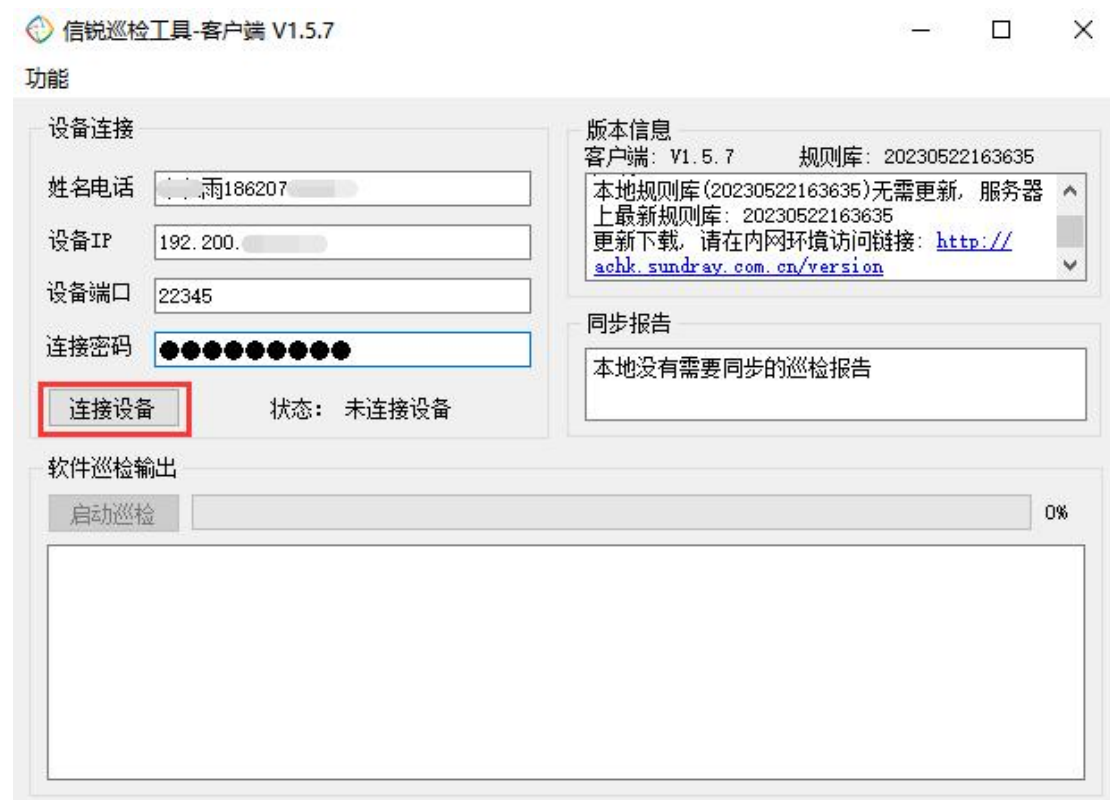 信锐巡检工具-客户端 V1.5.7
功能
设备连接
姓名电话 雨186207
设备IP 192.200.
设备端口 22345
连接密码 ●●●●●●●●●
连接设备 状态： 未连接设备
版本信息
客户端：V1.5.7 规则库：20230522163635
本地规则库(20230522163635)无需更新，服务器
上最新规则库：20230522163635
更新下载，请在内网环境访问链接：http://
achk.sundray.com.cn/version
同步报告
本地没有需要同步的巡检报告
软件巡检输出
启动巡检 0%